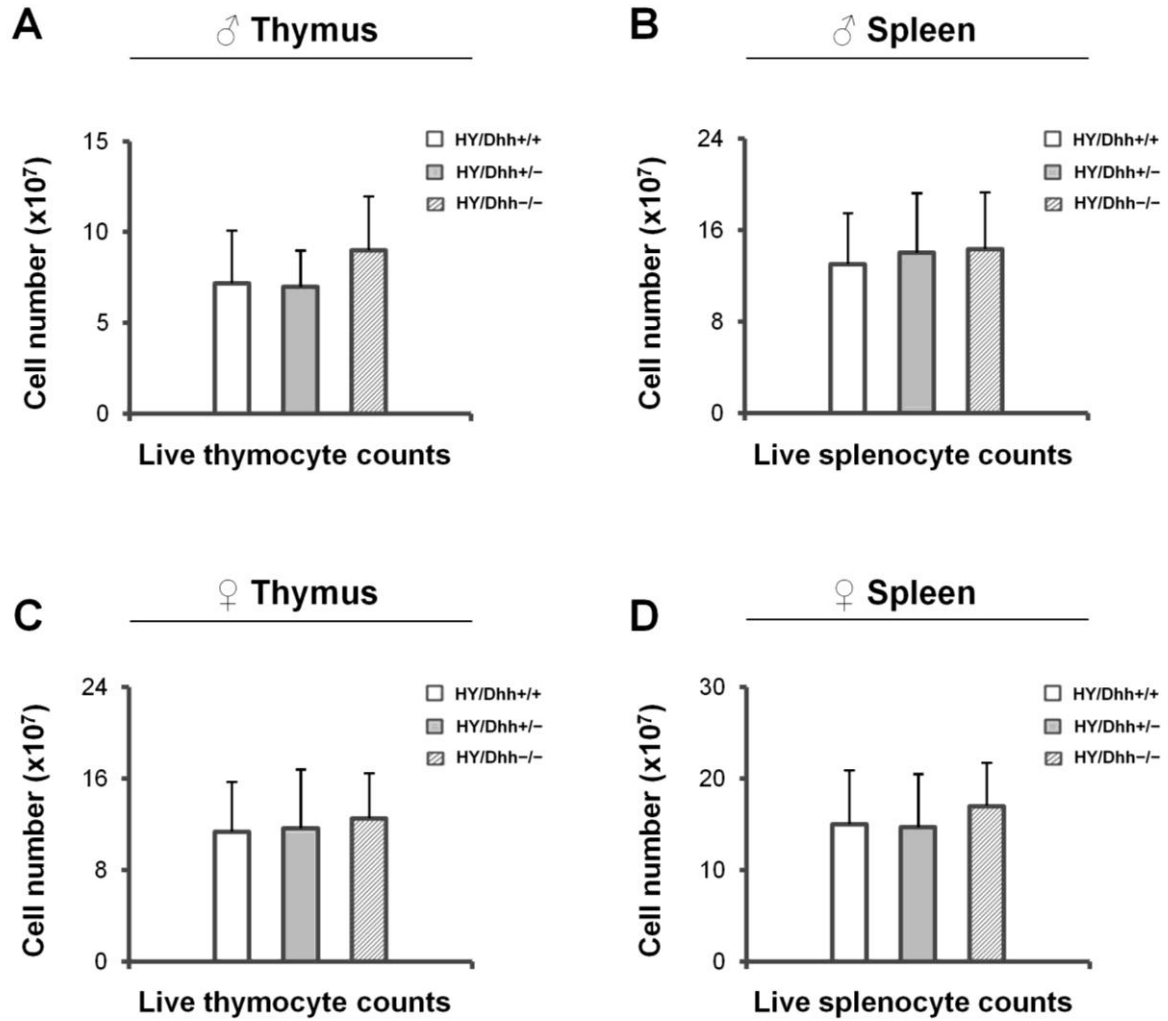 A
♂ Thymus
Cell number (x10⁷)
15
10
5
0
HY/Dhh+/+
HY/Dhh+/−
HY/Dhh−/−
Live thymocyte counts
B
♂ Spleen
Cell number (x10⁷)
24
16
8
0
HY/Dhh+/+
HY/Dhh+/−
HY/Dhh−/−
Live splenocyte counts
C
♀ Thymus
Cell number (x10⁷)
24
16
8
0
HY/Dhh+/+
HY/Dhh+/−
HY/Dhh−/−
Live thymocyte counts
D
♀ Spleen
Cell number (x10⁷)
30
20
10
0
HY/Dhh+/+
HY/Dhh+/−
HY/Dhh−/−
Live splenocyte counts